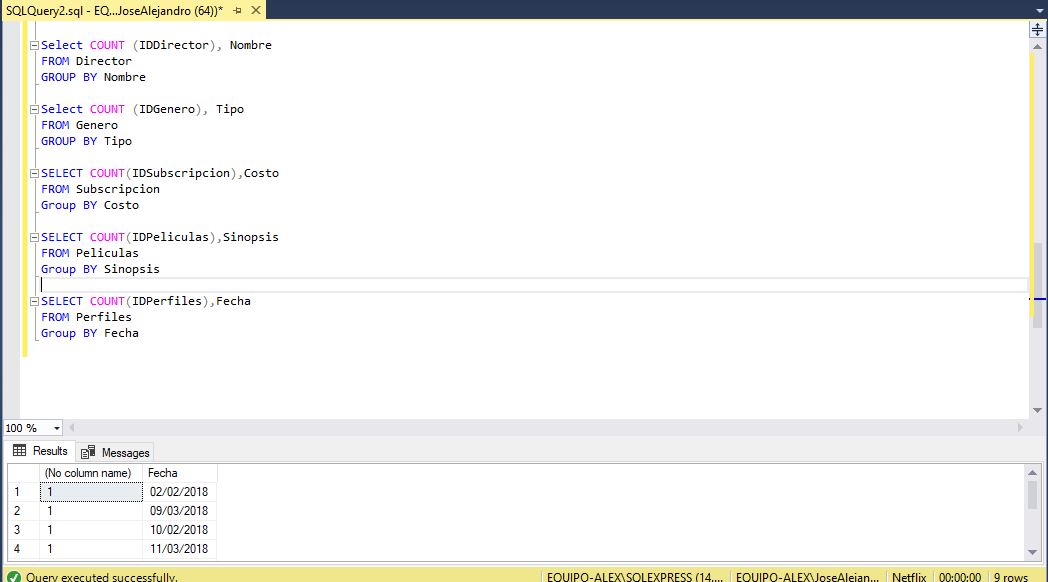 SQLQuery2.sql - EQ...JoseAlejandro (64))*
Select COUNT (IDDirector), Nombre
FROM Director
GROUP BY Nombre
Select COUNT (IDGenero), Tipo
FROM Genero
GROUP BY Tipo
SELECT COUNT(IDSubscripcion),Costo
FROM Subscripcion
Group BY Costo
SELECT COUNT(IDPeliculas),Sinopsis
FROM Peliculas
Group BY Sinopsis
SELECT COUNT(IDPerfiles),Fecha
FROM Perfiles
Group BY Fecha
100 %
Results Messages
(No column name) Fecha
1 1 02/02/2018
2 1 09/03/2018
3 1 10/02/2018
4 1 11/03/2018
Query executed successfully. EQUIPO-ALEX\SQLEXPRESS (14.... EQUIPO-ALEX\JoseAlejan... Netflix 00:00:00 9 rows